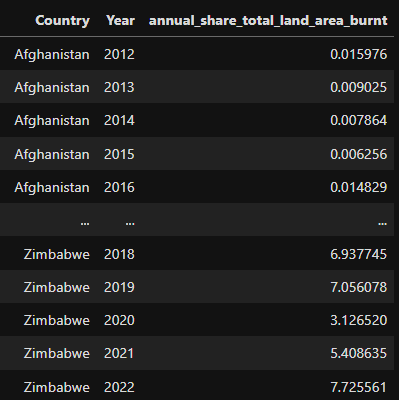 Country Year annual_share_total_land_area_burnt
Afghanistan 2012 0.015976
Afghanistan 2013 0.009025
Afghanistan 2014 0.007864
Afghanistan 2015 0.006256
Afghanistan 2016 0.014829
... ... ...
Zimbabwe 2018 6.937745
Zimbabwe 2019 7.056078
Zimbabwe 2020 3.126520
Zimbabwe 2021 5.408635
Zimbabwe 2022 7.725561